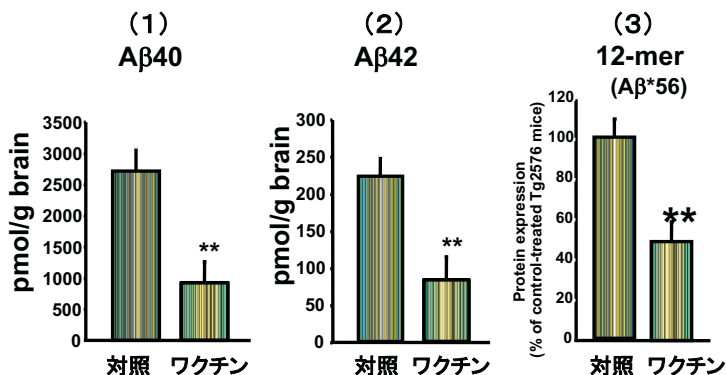 (1)
Aβ40
pmol/g brain
3500
3000
2500
2000
1500
1000
500
0
**
対照 ワクチン
(2)
Aβ42
pmol/g brain
300
250
200
150
100
50
0
**
対照 ワクチン
(3)
12-mer
(Aβ*56)
Protein expression
(% of control-treated Tg2576 mice)
120
100
80
60
40
20
0
**
対照 ワクチン